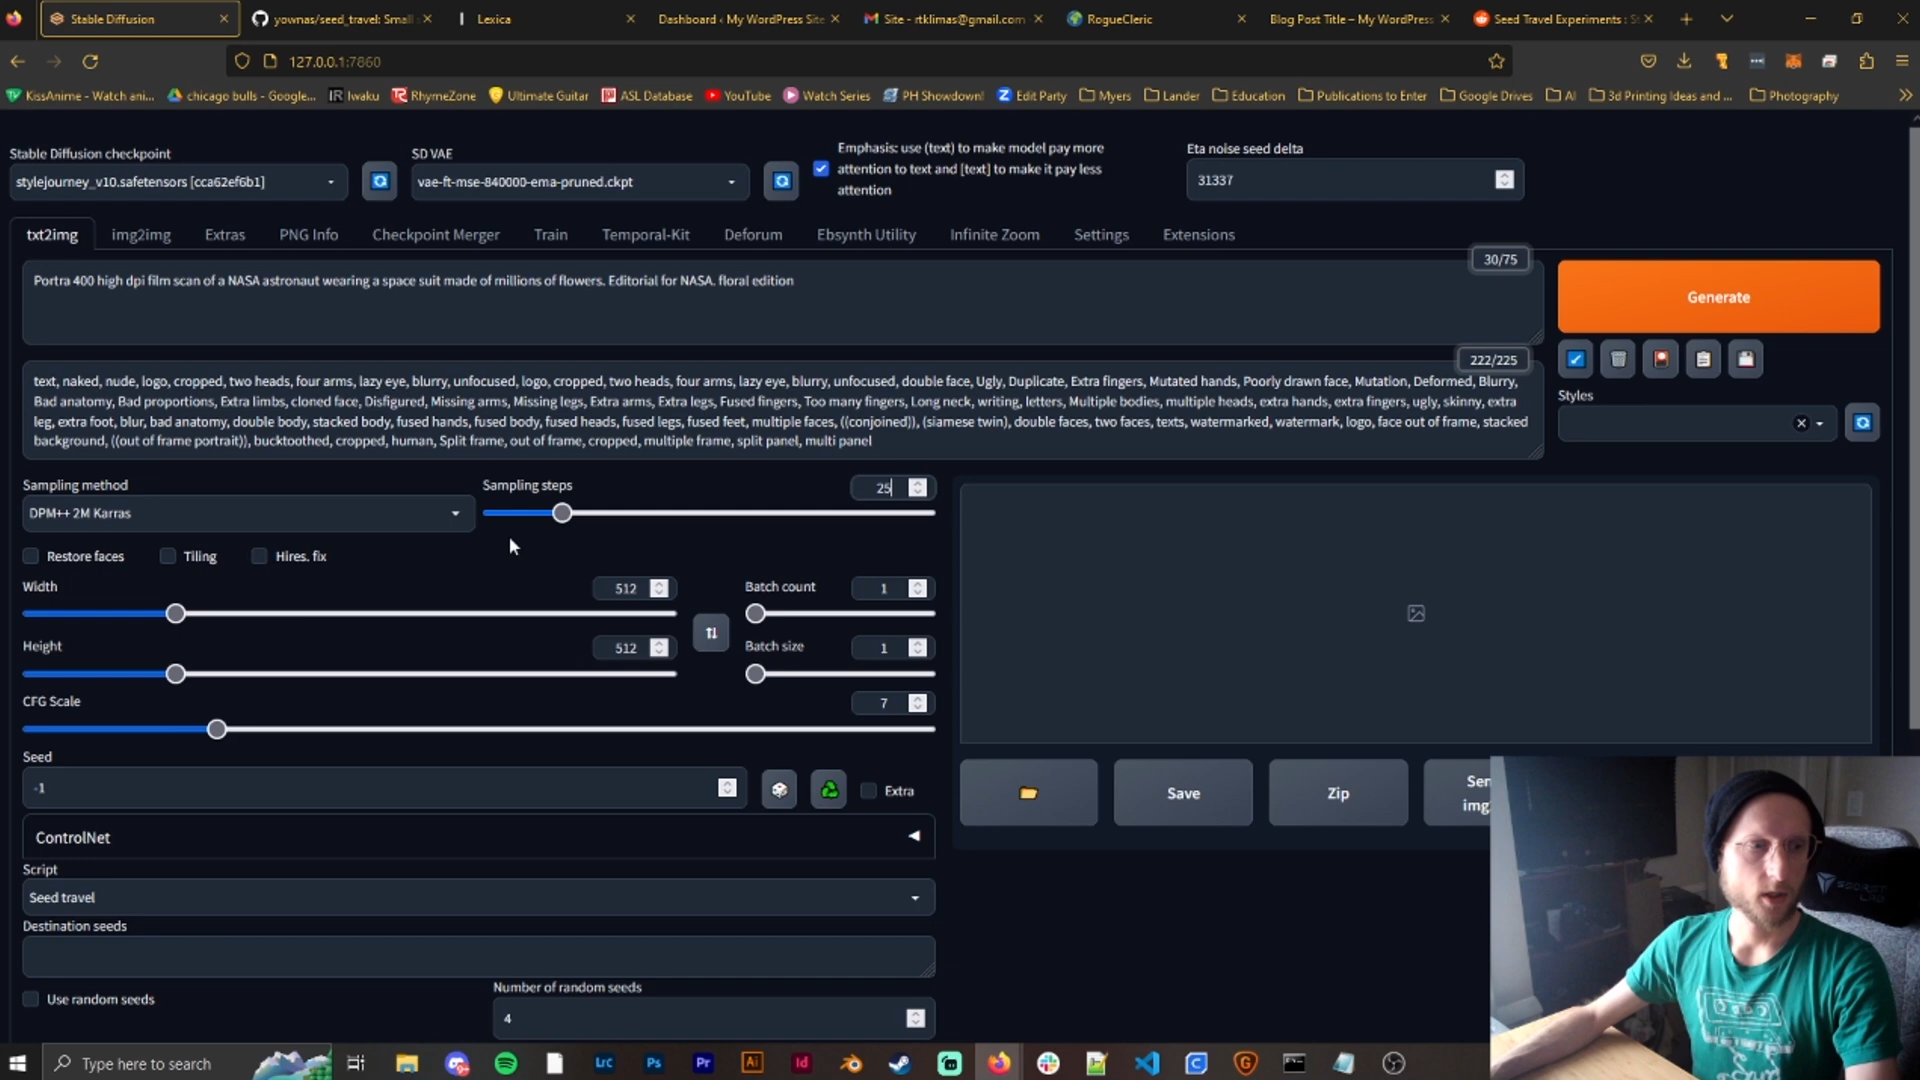 Stable Diffusion
yownas/seed_travel: Small
Lexica
Dashboard ‹ My WordPress Site
Site - rtklimas@gmail.com
RogueCleric
Blog Post Title – My WordPress
Seed Travel Experiments : S
127.0.0.1:7860
KissAnime - Watch ani...
chicago bulls - Google...
IR Iwaku
RhymeZone
Ultimate Guitar
ASL Database
YouTube
Watch Series
PH Showdown!
Edit Party
Myers
Lander
Education
Publications to Enter
Google Drives
AI
3d Printing Ideas and ...
Photography
Stable Diffusion checkpoint
stylejourney_v10.safetensors [cca62ef6b1]
SD VAE
vae-ft-mse-840000-ema-pruned.ckpt
Emphasis: use (text) to make model pay more
attention to text and [text] to make it pay less
attention
Eta noise seed delta
31337
txt2img
img2img
Extras
PNG Info
Checkpoint Merger
Train
Temporal-Kit
Deforum
Ebsynth Utility
Infinite Zoom
Settings
Extensions
30/75
Portra 400 high dpi film scan of a NASA astronaut wearing a space suit made of millions of flowers. Editorial for NASA. floral edition
Generate
222/225
text, naked, nude, logo, cropped, two heads, four arms, lazy eye, blurry, unfocused, logo, cropped, two heads, four arms, lazy eye, blurry, unfocused, double face, Ugly, Duplicate, Extra fingers, Mutated hands, Poorly drawn face, Mutation, Deformed, Blurry,
Bad anatomy, Bad proportions, Extra limbs, cloned face, Disfigured, Missing arms, Missing legs, Extra arms, Extra legs, Fused fingers, Too many fingers, Long neck, writing, letters, Multiple bodies, multiple heads, extra hands, extra fingers, ugly, skinny, extra
leg, extra foot, blur, bad anatomy, double body, stacked body, fused hands, fused body, fused heads, fused legs, fused feet, multiple faces, ((conjoined)), (siamese twin), double faces, two faces, texts, watermarked, watermark, logo, face out of frame, stacked
background, ((out of frame portrait)), bucktoothed, cropped, human, Split frame, out of frame, cropped, multiple frame, split panel, multi panel
Styles
Sampling method
DPM++ 2M Karras
Sampling steps
25
Restore faces
Tiling
Hires. fix
Width
512
Batch count
1
Height
512
Batch size
1
CFG Scale
7
Seed
-1
Extra
Save
Zip
Sen
img
ControlNet
Script
Seed travel
Destination seeds
Use random seeds
Number of random seeds
4
Type here to search
Lrc
Ps
Pr
Ai
Id